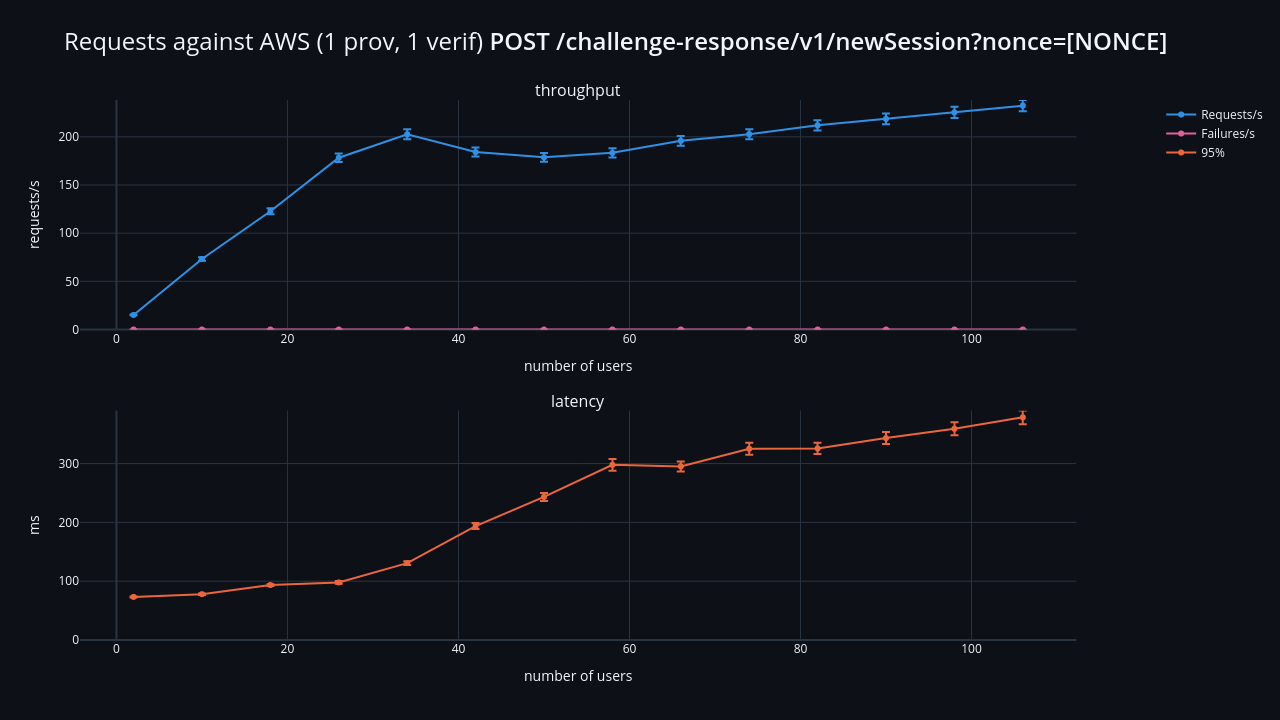 Requests against AWS (1 prov, 1 verif) POST /challenge-response/v1/newSession?nonce=[NONCE]
throughput
Requests/s
Failures/s
95%
requests/s
200
150
100
50
0
0 20 40 60 80 100
number of users
latency
ms
300
200
100
0
0 20 40 60 80 100
number of users